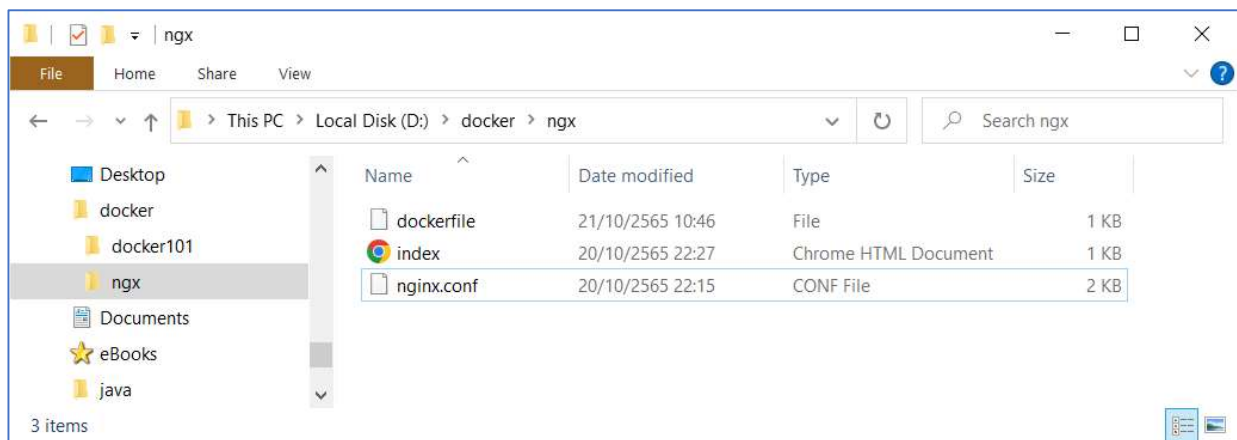 ngx
File Home Share View
This PC > Local Disk (D:) > docker > ngx
Search ngx
Desktop
docker
docker101
ngx
Documents
eBooks
java
Name Date modified Type Size
dockerfile 21/10/2565 10:46 File 1 KB
index 20/10/2565 22:27 Chrome HTML Document 1 KB
nginx.conf 20/10/2565 22:15 CONF File 2 KB
3 items